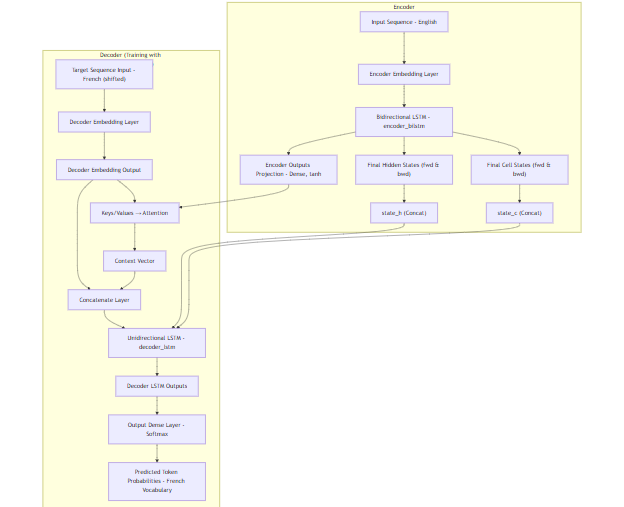 Encoder
Input Sequence - English
Encoder Embedding Layer
Bidirectional LSTM -
encoder_bilstm
Encoder Outputs
Projection - Dense, tanh
Final Hidden States (fwd &
bwd)
Final Cell States (fwd &
bwd)
state_h (Concat)
state_c (Concat)
Decoder (Training with
Target Sequence Input -
French (shifted)
Decoder Embedding Layer
Decoder Embedding Output
Keys/Values → Attention
Context Vector
Concatenate Layer
Unidirectional LSTM -
decoder_lstm
Decoder LSTM Outputs
Output Dense Layer -
Softmax
Predicted Token
Probabilities - French
Vocabulary